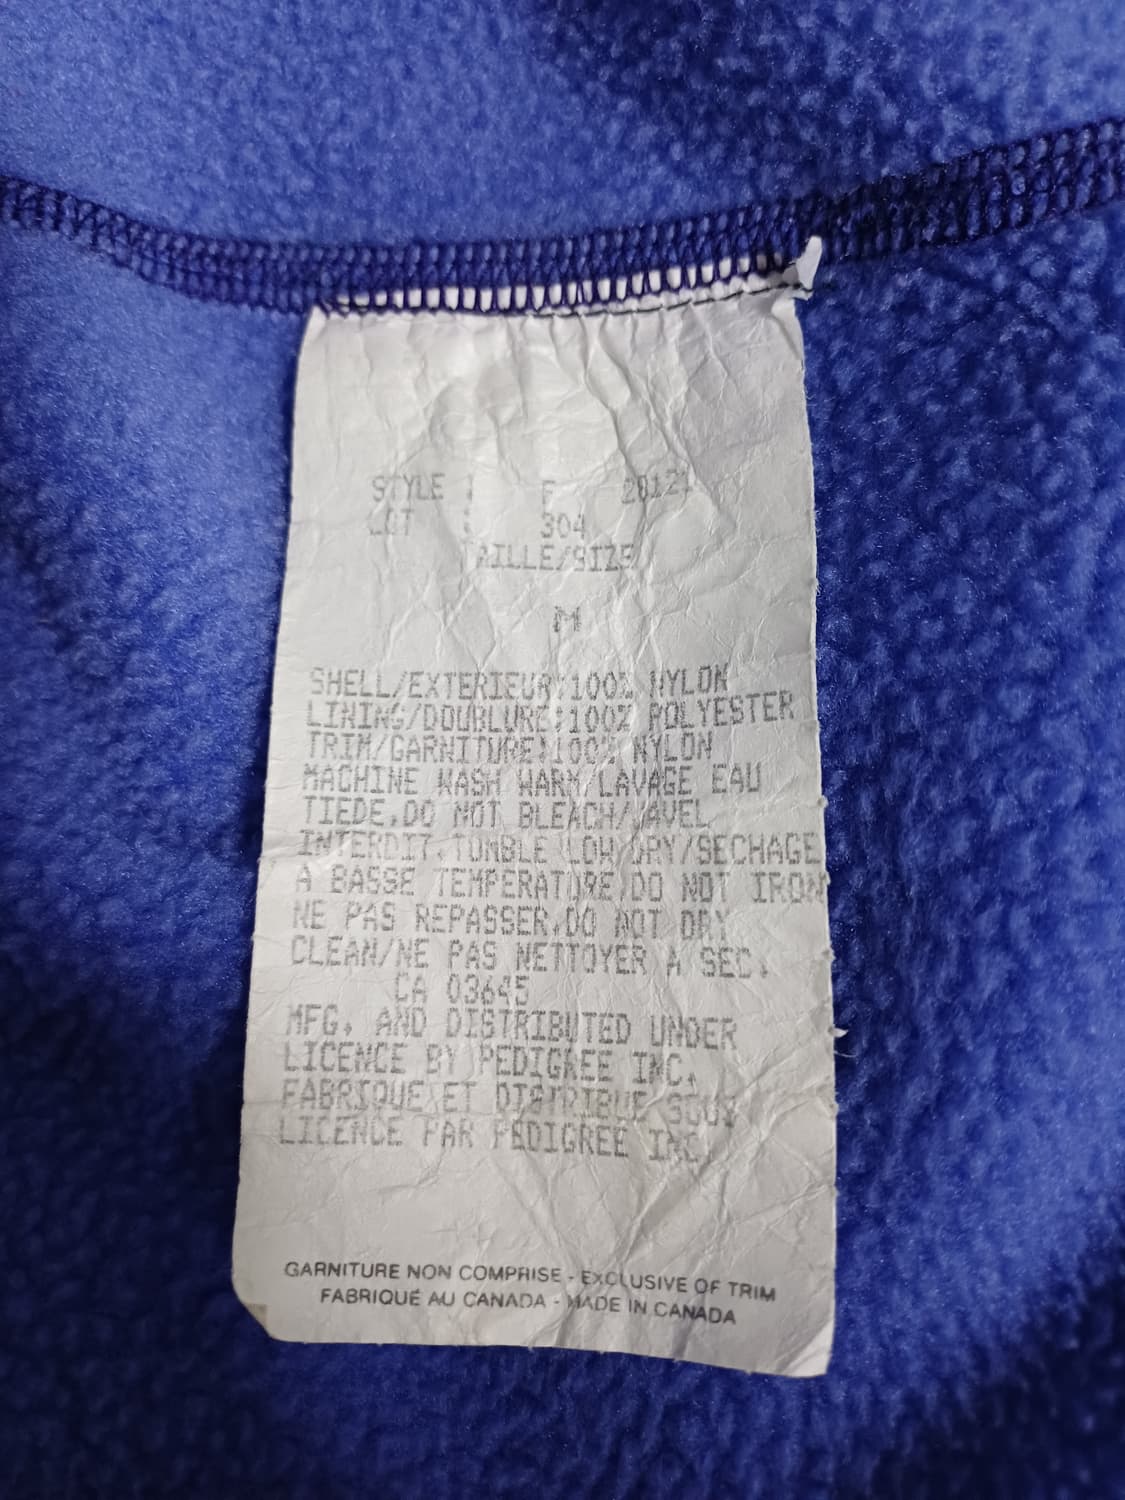 STYLE : F 28121
LOT : 304
TAILLE/SIZE
M
SHELL/EXTERIEUR:100% NYLON
LINING/DOUBLURE:100% POLYESTER
TRIM/GARNITURE:100% NYLON
MACHINE WASH WARM/LAVAGE EAU
TIEDE.DO NOT BLEACH/JAVEL
INTERDIT.TUMBLE LOW DRY/SECHAGE
A BASSE TEMPERATURE/DO NOT IRON
NE PAS REPASSER.DO NOT DRY
CLEAN/NE PAS NETTOYER A SEC.
CA 03645
MFG. AND DISTRIBUTED UNDER
LICENCE BY PEDIGREE INC.
FABRIQUE ET DISTRIBUE SOUS
LICENCE PAR PEDIGREE INC.
GARNITURE NON COMPRISE - EXCLUSIVE OF TRIM
FABRIQUÉ AU CANADA - MADE IN CANADA